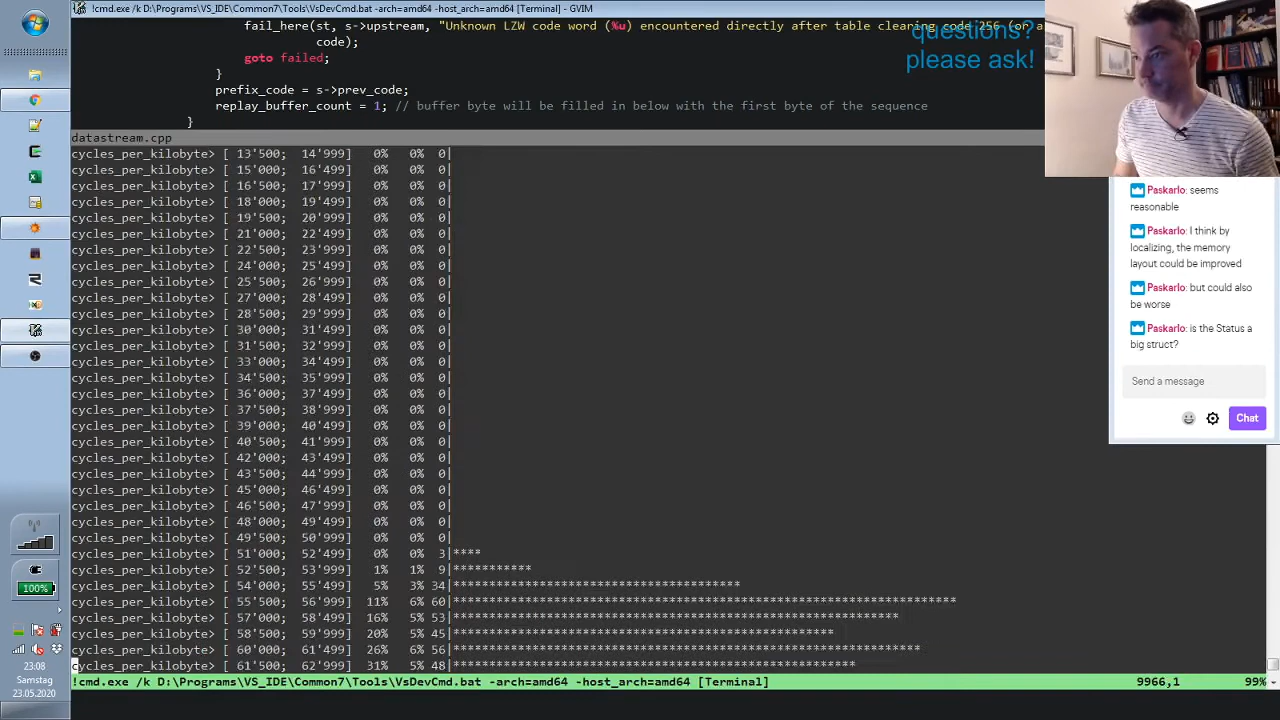 !cmd.exe /k D:\Programs\VS_IDE\Common7\Tools\VsDevCmd.bat -arch=amd64 -host_arch=amd64 [Terminal] - GVIM
fail_here(st, s->upstream, "Unknown LZW code word (%u) encountered directly after table clearing code 256 (or a
code);
goto failed;
}
prefix_code = s->prev_code;
replay_buffer_count = 1; // buffer byte will be filled in below with the first byte of the sequence
}
questions?
please ask!
datastream.cpp
cycles_per_kilobyte> [ 13'500; 14'999] 0% 0% 0|
cycles_per_kilobyte> [ 15'000; 16'499] 0% 0% 0|
cycles_per_kilobyte> [ 16'500; 17'999] 0% 0% 0|
cycles_per_kilobyte> [ 18'000; 19'499] 0% 0% 0|
cycles_per_kilobyte> [ 19'500; 20'999] 0% 0% 0|
cycles_per_kilobyte> [ 21'000; 22'499] 0% 0% 0|
cycles_per_kilobyte> [ 22'500; 23'999] 0% 0% 0|
cycles_per_kilobyte> [ 24'000; 25'499] 0% 0% 0|
cycles_per_kilobyte> [ 25'500; 26'999] 0% 0% 0|
cycles_per_kilobyte> [ 27'000; 28'499] 0% 0% 0|
cycles_per_kilobyte> [ 28'500; 29'999] 0% 0% 0|
cycles_per_kilobyte> [ 30'000; 31'499] 0% 0% 0|
cycles_per_kilobyte> [ 31'500; 32'999] 0% 0% 0|
cycles_per_kilobyte> [ 33'000; 34'499] 0% 0% 0|
cycles_per_kilobyte> [ 34'500; 35'999] 0% 0% 0|
cycles_per_kilobyte> [ 36'000; 37'499] 0% 0% 0|
cycles_per_kilobyte> [ 37'500; 38'999] 0% 0% 0|
cycles_per_kilobyte> [ 39'000; 40'499] 0% 0% 0|
cycles_per_kilobyte> [ 40'500; 41'999] 0% 0% 0|
cycles_per_kilobyte> [ 42'000; 43'499] 0% 0% 0|
cycles_per_kilobyte> [ 43'500; 44'999] 0% 0% 0|
cycles_per_kilobyte> [ 45'000; 46'499] 0% 0% 0|
cycles_per_kilobyte> [ 46'500; 47'999] 0% 0% 0|
cycles_per_kilobyte> [ 48'000; 49'499] 0% 0% 0|
cycles_per_kilobyte> [ 49'500; 50'999] 0% 0% 0|
cycles_per_kilobyte> [ 51'000; 52'499] 0% 0% 3|****
cycles_per_kilobyte> [ 52'500; 53'999] 1% 1% 9|***********
cycles_per_kilobyte> [ 54'000; 55'499] 5% 3% 34|****************************************
cycles_per_kilobyte> [ 55'500; 56'999] 11% 6% 60|**********************************************************************
cycles_per_kilobyte> [ 57'000; 58'499] 16% 5% 53|**************************************************************
cycles_per_kilobyte> [ 58'500; 59'999] 20% 5% 45|*****************************************************
cycles_per_kilobyte> [ 60'000; 61'499] 26% 6% 56|*****************************************************************
cycles_per_kilobyte> [ 61'500; 62'999] 31% 5% 48|********************************************************
!cmd.exe /k D:\Programs\VS_IDE\Common7\Tools\VsDevCmd.bat -arch=amd64 -host_arch=amd64 [Terminal] 9966,1 99%
Paskarlo: seems
reasonable
Paskarlo: I think by
localizing, the memory
layout could be improved
Paskarlo: but could also
be worse
Paskarlo: is the Status a
big struct?
Send a message
Chat
100%
23:08
Samstag
23.05.2020